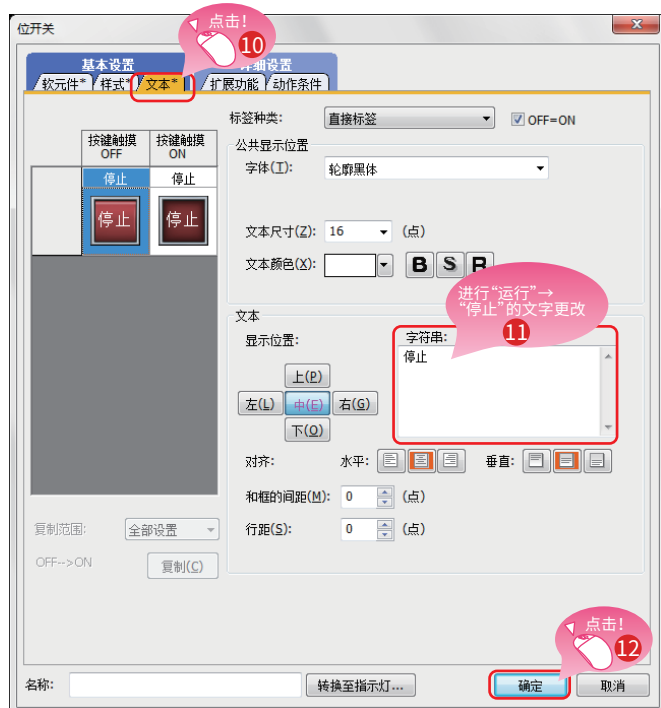 位开关
点击!
10
基本设置
详细设置
软元件*
样式*
文本*
扩展功能
动作条件
标签种类:
直接标签
OFF=ON
按键触摸
OFF
按键触摸
ON
停止
停止
停止
停止
公共显示位置
字体(T):
轮廓黑体
文本尺寸(Z):
16
(点)
文本颜色(X):
B
S
R
进行“运行”→
“停止”的文字更改
11
文本
显示位置:
字符串:
停止
上(P)
左(L)
中(E)
右(G)
下(O)
对齐:
水平:
垂直:
和框的间距(M):
0
(点)
行距(S):
0
(点)
复制范围:
全部设置
OFF-->ON
复制(C)
点击!
12
名称:
转换至指示灯...
确定
取消